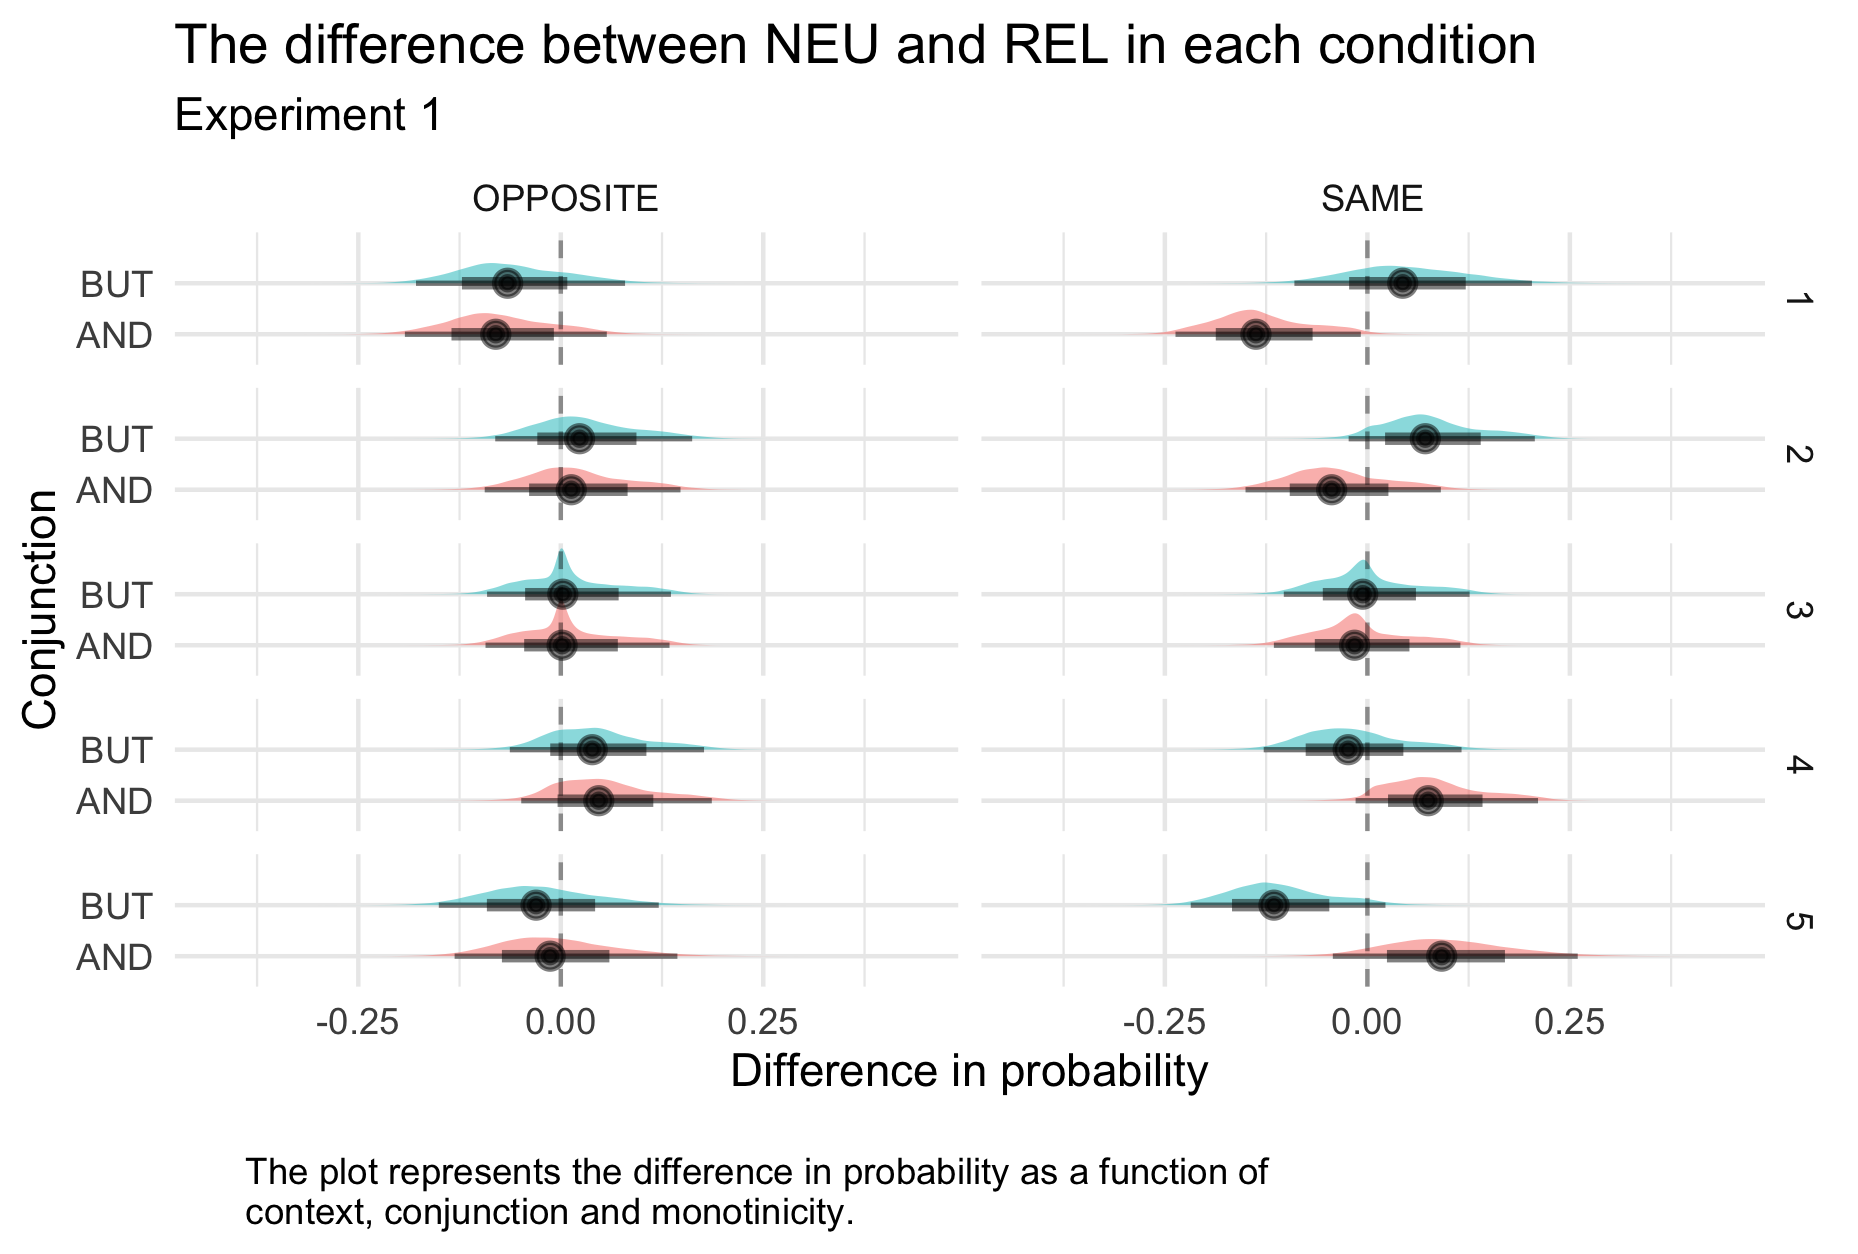 The difference between NEU and REL in each condition
Experiment 1
OPPOSITE
SAME
Conjunction
BUT
AND
1
BUT
AND
2
BUT
AND
3
BUT
AND
4
BUT
AND
5
-0.25 0.00 0.25
-0.25 0.00 0.25
Difference in probability
The plot represents the difference in probability as a function of
context, conjunction and monotinicity.